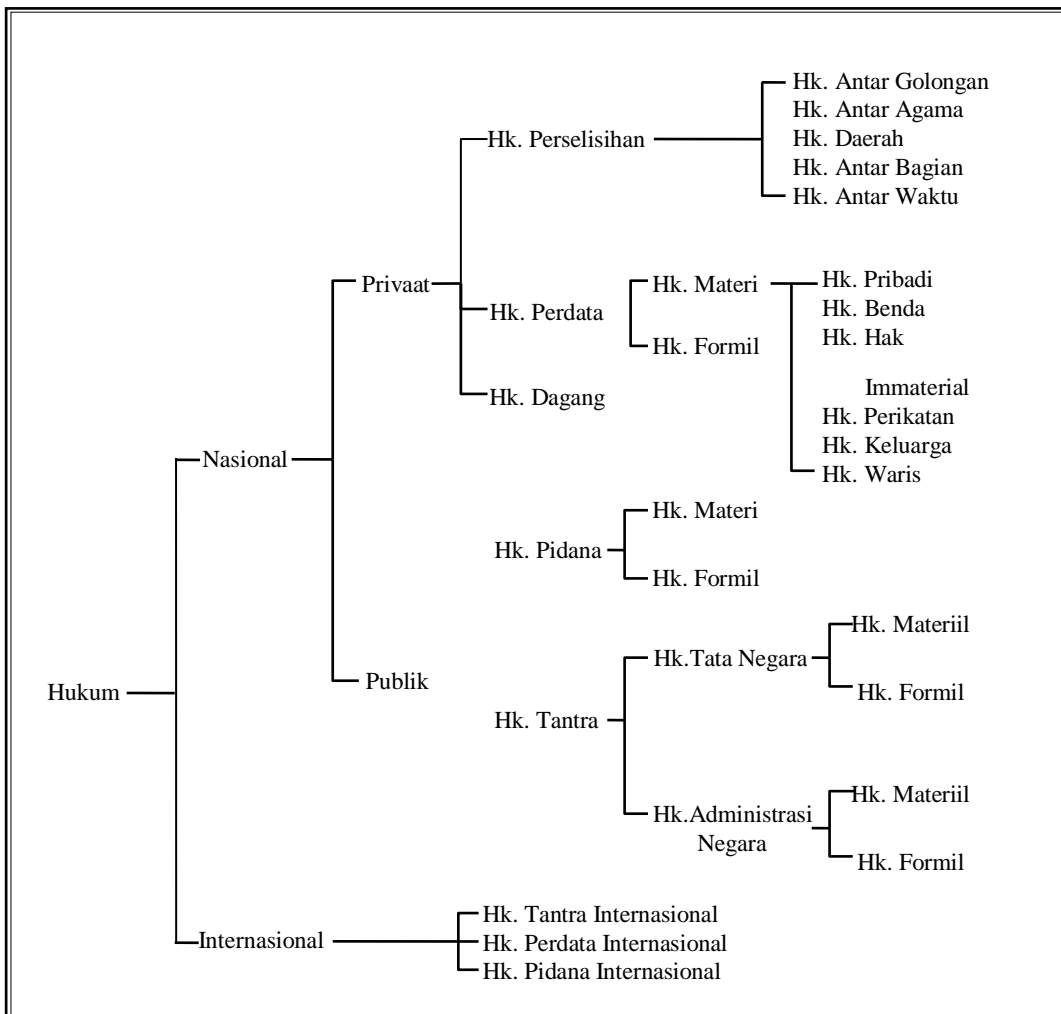 Hk. Antar Golongan
Hk. Antar Agama
Hk. Perselisihan
Hk. Daerah
Hk. Antar Bagian
Hk. Antar Waktu
Privaat
Hk. Materi
Hk. Pribadi
Hk. Perdata
Hk. Benda
Hk. Formil
Hk. Hak
Immaterial
Hk. Dagang
Hk. Perikatan
Hk. Keluarga
Nasional
Hk. Waris
Hk. Materi
Hk. Pidana
Hk. Formil
Hk. Materiil
Hk.Tata Negara
Publik
Hk. Formil
Hukum
Hk. Tantra
Hk. Materiil
Hk.Administrasi
Negara
Hk. Formil
Hk. Tantra Internasional
Internasional
Hk. Perdata Internasional
Hk. Pidana Internasional